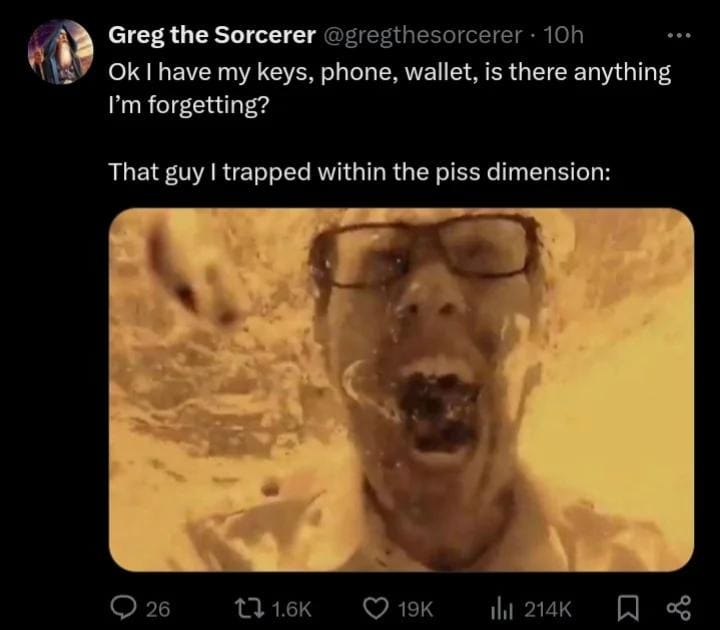 Greg the Sorcerer @gregthesorcerer · 10h
Ok I have my keys, phone, wallet, is there anything
I'm forgetting?
That guy I trapped within the piss dimension:
26 1.6K 19K 214K